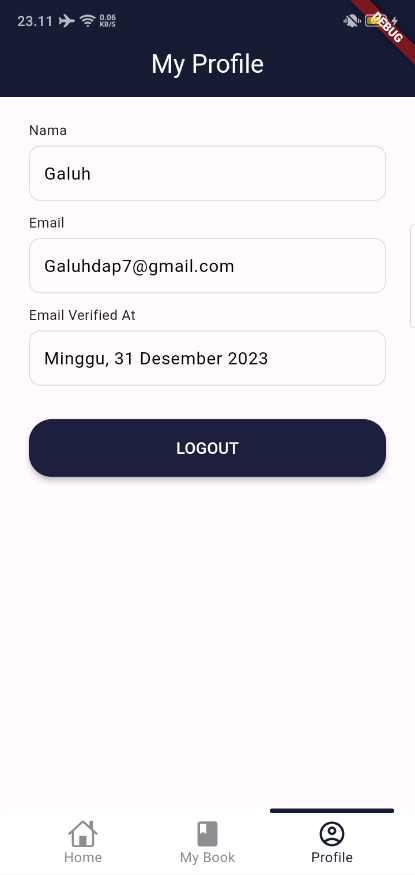 23.11
0.06
KB/S
DEBUG
My Profile
Nama
Galuh
Email
Galuhdap7@gmail.com
Email Verified At
Minggu, 31 Desember 2023
LOGOUT
Home
My Book
Profile